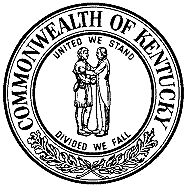 COMMONWEALTH OF KENTUCKY
UNITED WE STAND
DIVIDED WE FALL